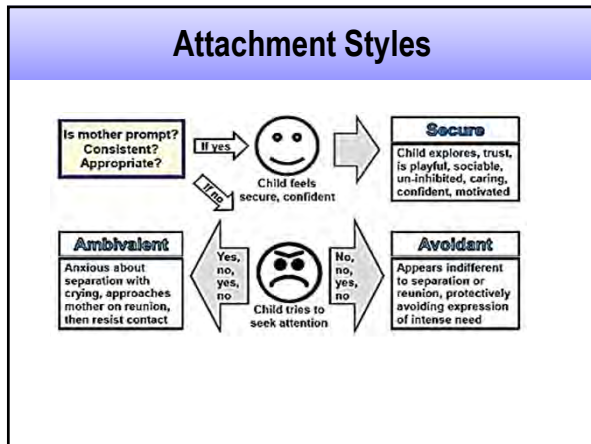 Attachment Styles
Is mother prompt?
Consistent?
Appropriate?
If yes
If no
Child feels
secure, confident
Secure
Child explores, trust,
is playful, sociable,
un-inhibited, caring,
confident, motivated
Ambivalent
Anxious about
separation with
crying, approaches
mother on reunion,
then resist contact
Yes,
no,
yes,
no
Child tries to
seek attention
No,
no,
yes,
no
Avoidant
Appears indifferent
to separation or
reunion, protectively
avoiding expression
of intense need